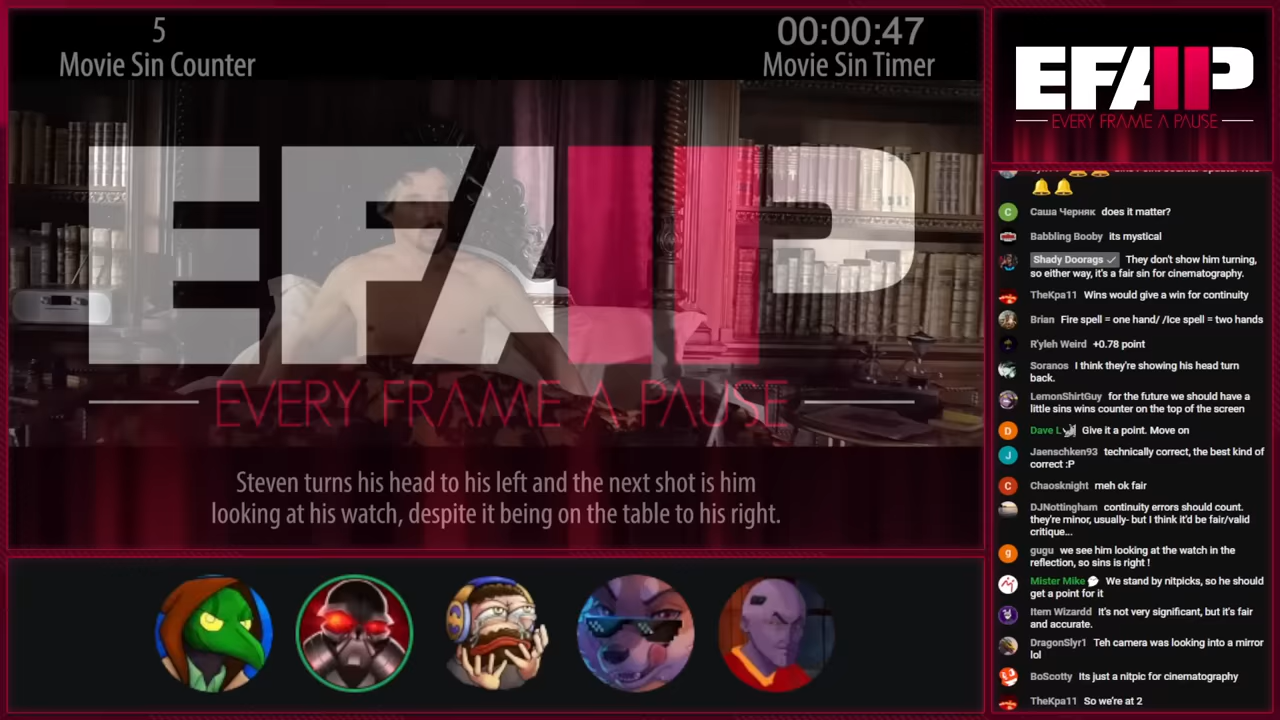 5
Movie Sin Counter
00:00:47
Movie Sin Timer
EFAP
EVERY FRAME A PAUSE
Steven turns his head to his left and the next shot is him
looking at his watch, despite it being on the table to his right.
EFAP
EVERY FRAME A PAUSE
Саша Черняк does it matter?
Babbling Booby its mystical
Shady Doorags They don't show him turning,
so either way, it's a fair sin for cinematography.
TheKpa11 Wins would give a win for continuity
Brian Fire spell = one hand/ /Ice spell = two hands
R'yleh Weird +0.78 point
Soranos I think they're showing his head turn
back.
LemonShirtGuy for the future we should have a
little sins wins counter on the top of the screen
Dave L Give it a point. Move on
Jaenschken93 technically correct, the best kind of
correct :P
Chaosknight meh ok fair
DJNottingham continuity errors should count.
they're minor, usually- but I think it'd be fair/valid
critique...
gugu we see him looking at the watch in the
reflection, so sins is right !
Mister Mike We stand by nitpicks, so he should
get a point for it
Item Wizardd It's not very significant, but it's fair
and accurate.
DragonSlyr1 Teh camera was looking into a mirror
lol
BoScotty Its just a nitpic for cinematography
TheKpa11 So we're at 2